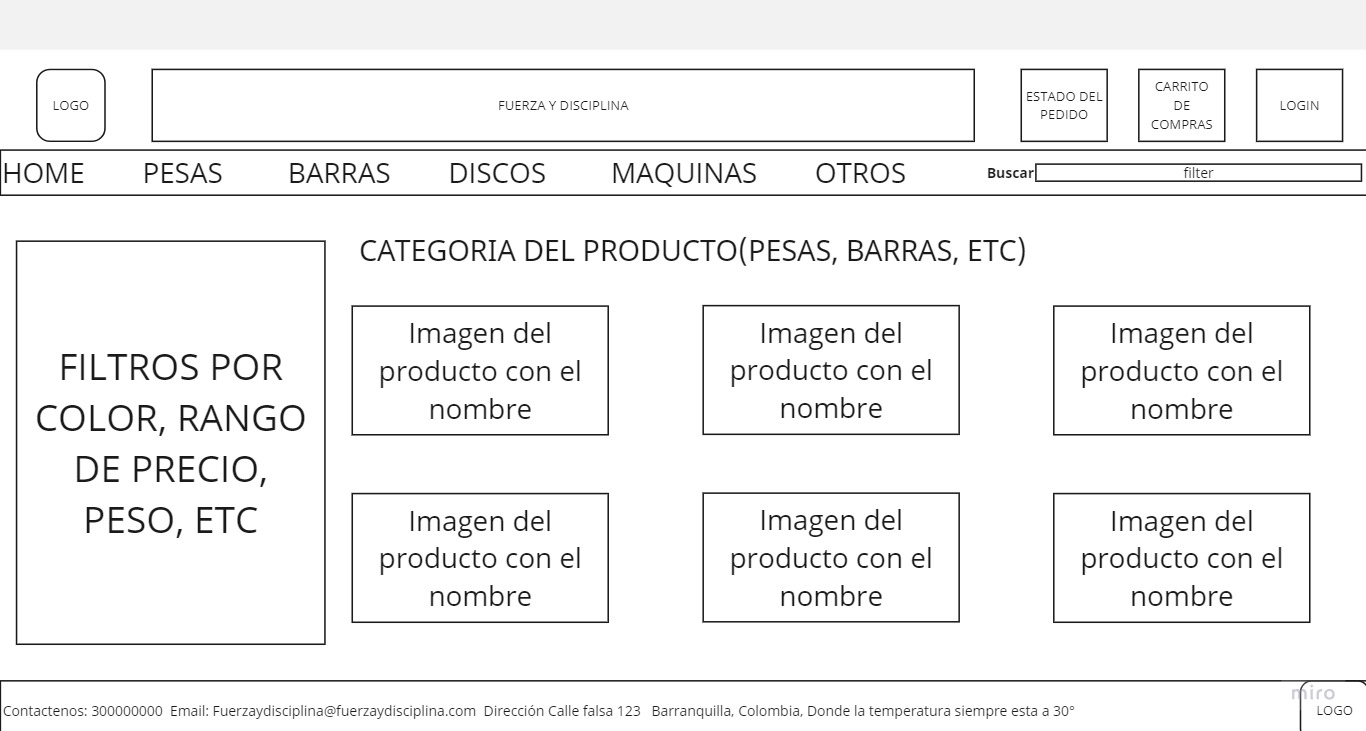 LOGO
FUERZA Y DISCIPLINA
ESTADO DEL
PEDIDO
CARRITO
DE
COMPRAS
LOGIN
HOME PESAS BARRAS DISCOS MAQUINAS OTROS Buscar filter
FILTROS POR
COLOR, RANGO
DE PRECIO,
PESO, ETC
CATEGORIA DEL PRODUCTO(PESAS, BARRAS, ETC)
Imagen del
producto con el
nombre
Imagen del
producto con el
nombre
Imagen del
producto con el
nombre
Imagen del
producto con el
nombre
Imagen del
producto con el
nombre
Imagen del
producto con el
nombre
Contactenos: 300000000 Email: Fuerzaydisciplina@fuerzaydisciplina.com Dirección Calle falsa 123 Barranquilla, Colombia, Donde la temperatura siempre esta a 30°
miro
LOGO